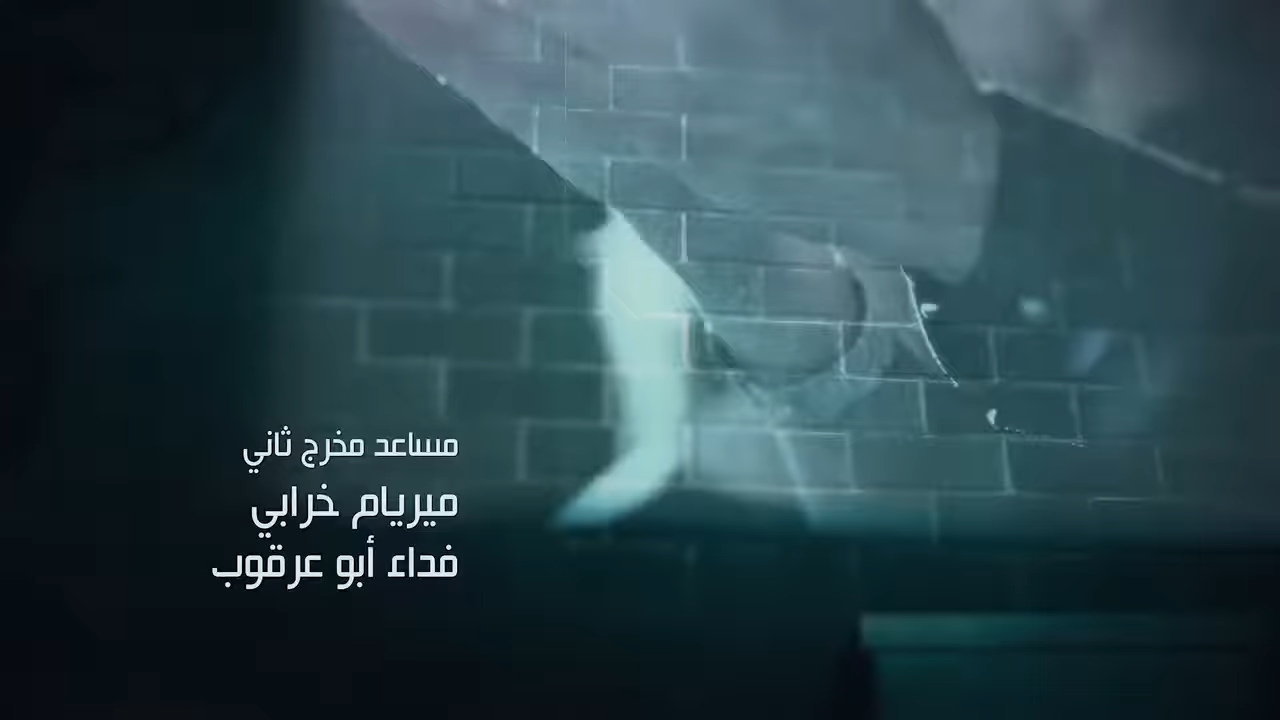 مساعد مخرج ثاني
ميريام خرابي
فداء أبو عرقوب